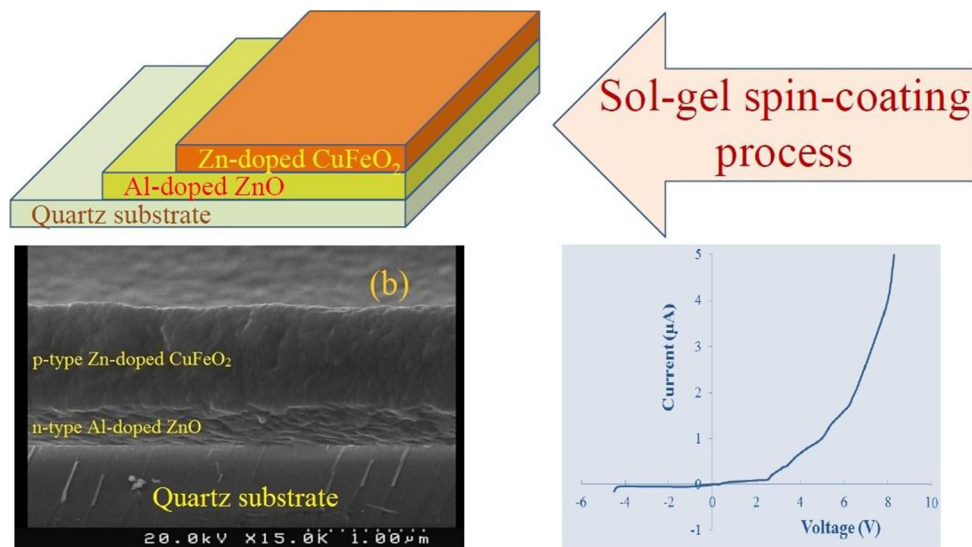 Zn-doped CuFeO₂
Al-doped ZnO
Quartz substrate
Sol-gel spin-coating
process
(b)
p-type Zn-doped CuFeO₂
n-type Al-doped ZnO
Quartz substrate
20.0kV X15.0K 1.00μm
5
4
3
2
1
0
-1
-6 -4 -2 0 2 4 6 8 10
Current (μA)
Voltage (V)